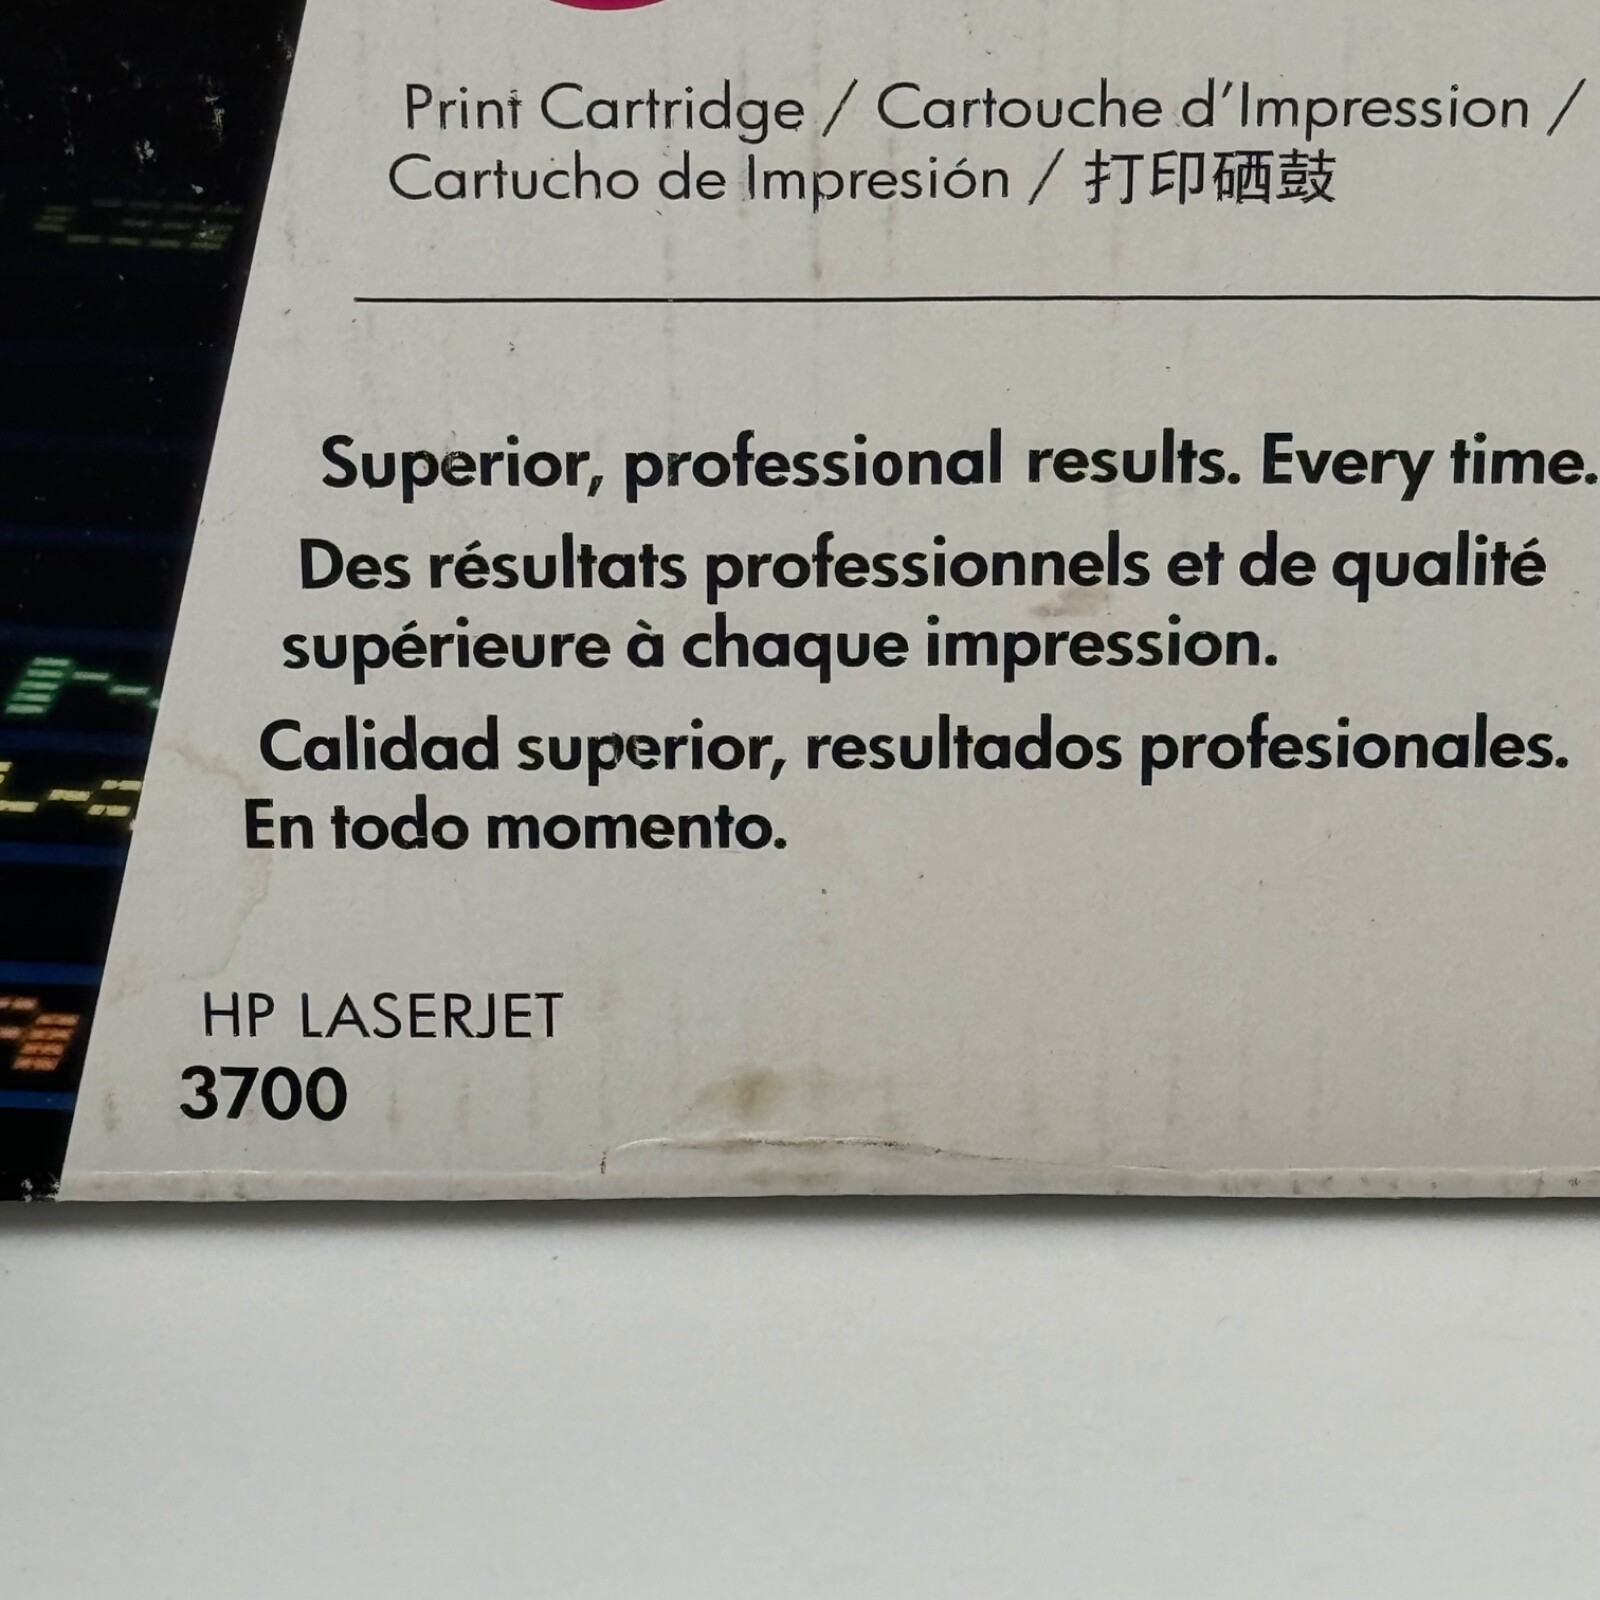 Print Cartridge / Cartouche d'Impression /
Cartucho de Impresión / 打印硒鼓
Superior, professional results. Every time.
Des résultats professionnels et de qualité
supérieure à chaque impression.
Calidad superior, resultados profesionales.
En todo momento.
HP LASERJET
3700